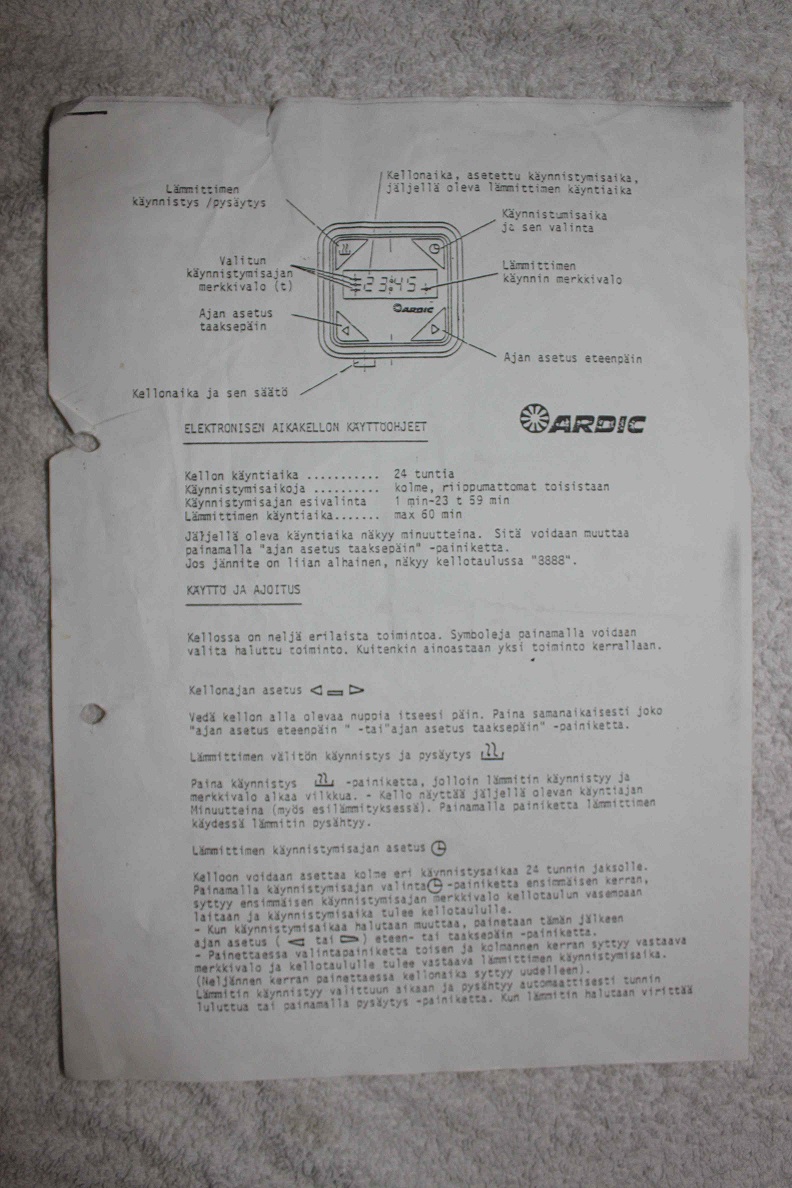 Kellonaika, asetettu käynnistymisaika,
jäljellä oleva lämmittimen käyntiaika
Lämmittimen
käynnistys /pysäytys
Käynnistumisaika
ja sen valinta
Valitun
käynnistymisajan
merkkivalo (t)
Lämmittimen
käynnin merkkivalo
23:45
ARDIC
Ajan asetus
taaksepäin
Ajan asetus eteenpäin
Kellonaika ja sen säätö
ARDIC
ELEKTRONISEN AIKAKELLON KÄYTTÖOHJEET
Kellon käyntiaika ........... 24 tuntia
Käynnistymisaikoja .......... kolme, riippumattomat toisistaan
Käynnistymisajan esivalinta 1 min-23 t 59 min
Lämmittimen käyntiaika....... max 60 min
Jäljellä oleva käyntiaika näkyy minuutteina. Sitä voidaan muuttaa
painamalla "ajan asetus taaksepäin" -painiketta.
Jos jännite on liian alhainen, näkyy kellotaulussa "8888".
KÄYTTÖ JA AJOITUS
Kellossa on neljä erilaista toimintoa. Symboleja painamalla voidaan
valita haluttu toiminto. Kuitenkin ainoastaan yksi toiminto kerrallaan.
Kellonajan asetus
Vedä kellon alla olevaa nuppia itseesi päin. Paina samanaikaisesti joko
"ajan asetus eteenpäin " -tai"ajan asetus taaksepäin" -painiketta.
Lämmittimen välitön käynnistys ja pysäytys
Paina käynnistys -painiketta, jolloin lämmitin käynnistyy ja
merkkivalo alkaa vilkkua. - Kello näyttää jäljellä olevan käyntiajan
Minuutteina (myös esilämmityksessä). Painamalla painiketta lämmittimen
käydessä lämmitin pysähtyy.
Lämmittimen käynnistymisajan asetus
Kelloon voidaan asettaa kolme eri käynnistysaikaa 24 tunnin jaksolle.
Painamalla käynnistymisajan valinta -painiketta ensimmäisen kerran,
syttyy ensimmäisen käynnistymisajan merkkivalo kellotaulun vasempaan
laitaan ja käynnistymisaika tulee kellotaululle.
- Kun käynnistymisaikaa halutaan muuttaa, painetaan tämän jälkeen
ajan asetus ( tai ) eteen- tai taaksepäin -painiketta.
- Painettaessa valintapainiketta toisen ja kolmannen kerran syttyy vastaava
merkkivalo ja kellotaululle tulee vastaava lämmittimen käynnistymisaika.
(Neljännen kerran painettaessa kellonaika syttyy uudelleen).
Lämmitin käynnistyy valittuun aikaan ja pysähtyy automaattisesti tunnin
luluttua tai painamalla pysäytys -painiketta. Kun lämmitin halutaan virittää